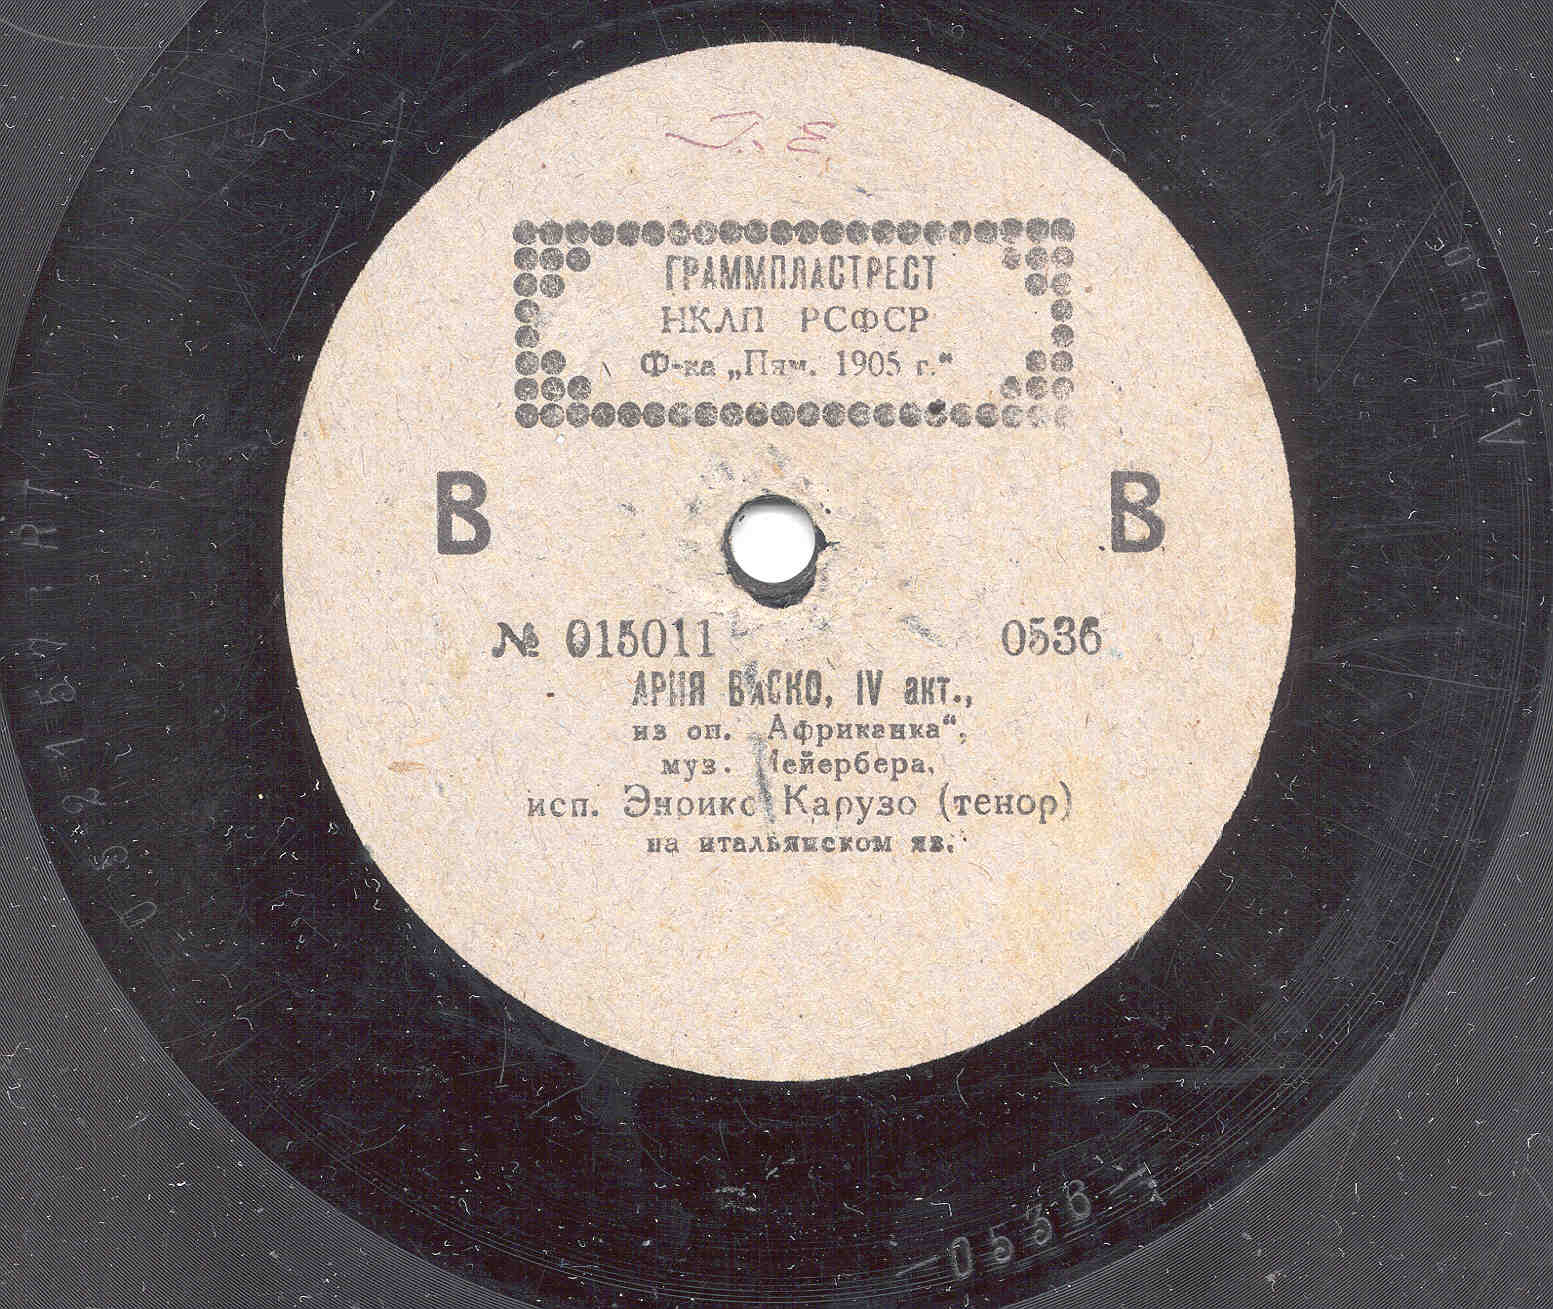 Г.Е.
ГРАММПЛАСТРЕСТ
НКЛП РСФСР
Ф-ка „Пям. 1905 г.“
В В
№ 015011 0536
АРИЯ ВАСКО, IV акт.,
из оп. Африканка“,
муз. Мейербера,
исп. Энрико Карузо (тенор)
на итальянском яз.
0536